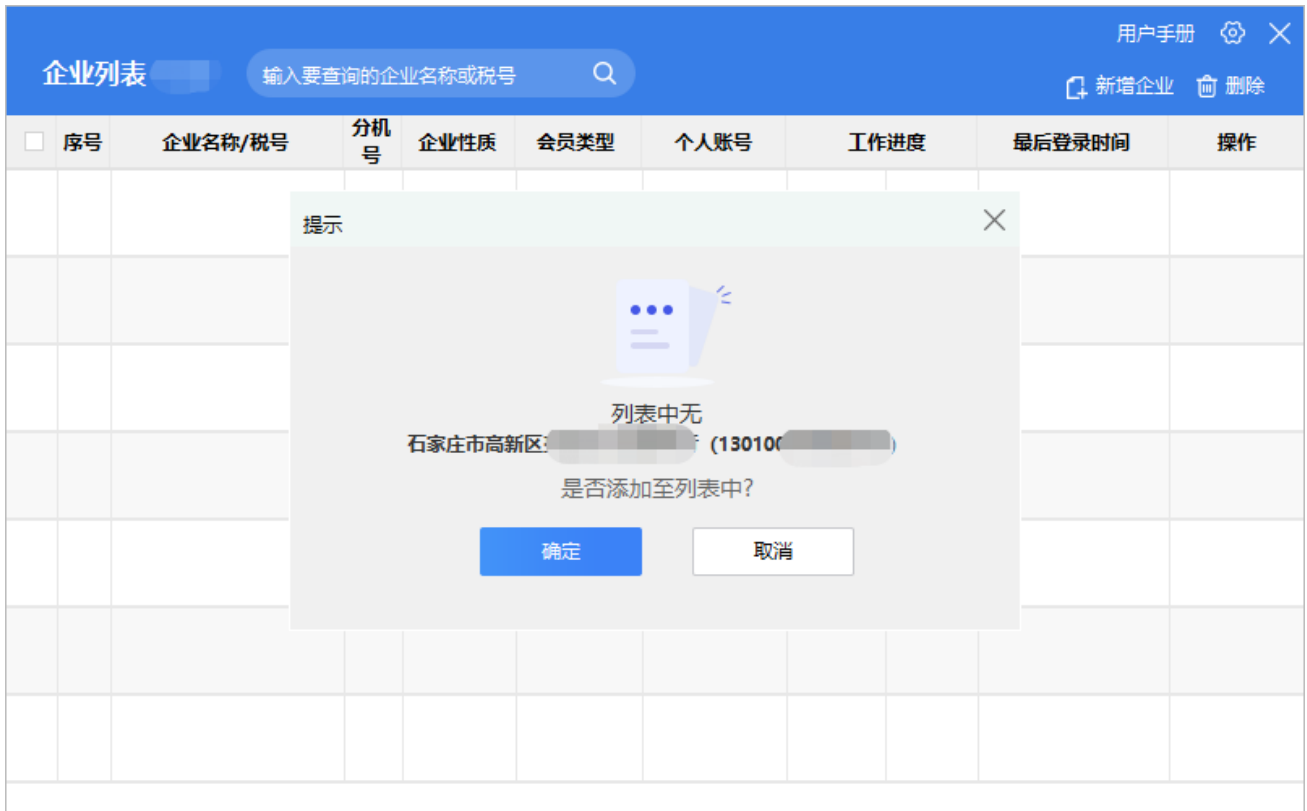 用户手册
企业列表
输入要查询的企业名称或税号
新增企业 删除
序号 企业名称/税号 分机号 企业性质 会员类型 个人账号 工作进度 最后登录时间 操作
提示
列表中无
石家庄市高新区 (13010
是否添加至列表中?
确定 取消